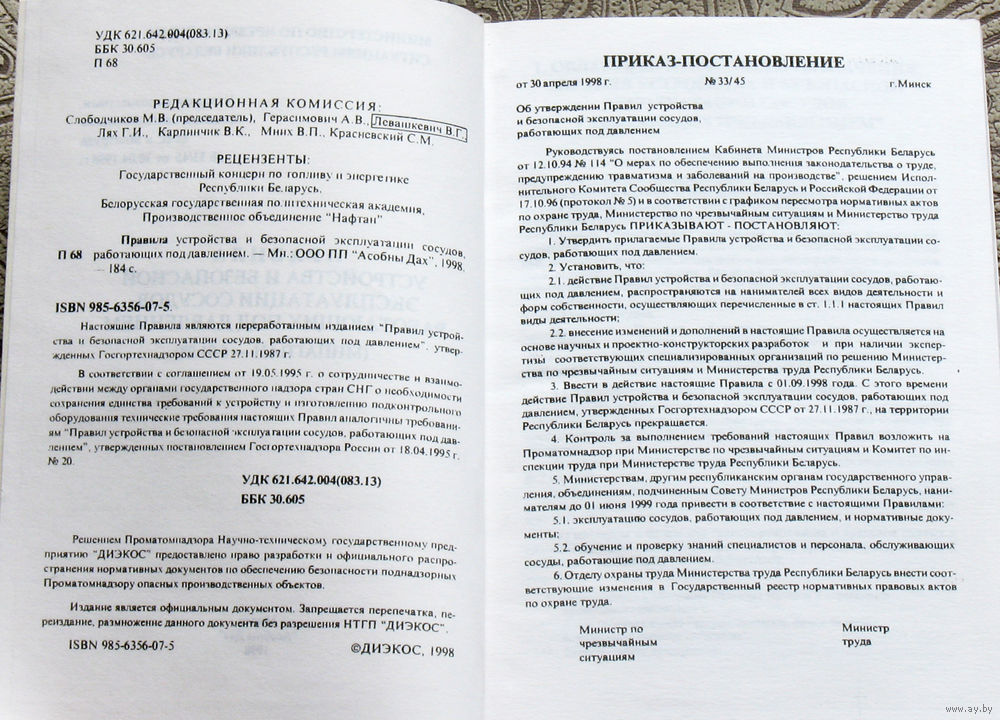 УДК 621.642.004(083.13)
ББК 30.605
П 68
РЕДАКЦИОННАЯ КОМИССИЯ:
Слободчиков М.В. (председатель), Герасимович А.В., Левашкевич В.Г.,
Лях Г.И., Карпинчик В.К., Мних В.П., Красневский С.М.
РЕЦЕНЗЕНТЫ:
Государственный концерн по топливу и энергетике
Республики Беларусь.
Белорусская государственная политехническая академия,
Производственное объединение "Нафтан"
Правила устройства и безопасной эксплуатации сосудов,
П 68 работающих под давлением. — Мн.: ООО ПП "Асобны Дах", 1998.
— 184 с.
ISBN 985-6356-07-5.
Настоящие Правила являются переработанным изданием "Правил устрой-
ства и безопасной эксплуатации сосудов, работающих под давлением", утвер-
жденных Госгортехнадзором СССР 27.11.1987 г.
В соответствии с соглашением от 19.05.1995 г. о сотрудничестве и взаимо-
действии между органами государственного надзора стран СНГ о необходимости
сохранения единства требований к устройству и изготовлению подконтрольного
оборудования технические требования настоящих Правил аналогичны требовани-
ям "Правил устройства и безопасной эксплуатации сосудов, работающих под дав-
лением", утвержденных постановлением Госгортехнадзора России от 18.04.1995 г.
№ 20.
УДК 621.642.004(083.13)
ББК 30.605
Решением Проматомнадзора Научно-техническому государственному пред-
приятию "ДИЭКОС" предоставлено право разработки и официального распро-
странения нормативных документов по обеспечению безопасности поднадзорных
Проматомнадзору опасных производственных объектов.
Издание является официальным документом. Запрещается перепечатка, пе-
реиздание, размножение данного документа без разрешения НТГП "ДИЭКОС".
ISBN 985-6356-07-5 ©ДИЭКОС, 1998
ПРИКАЗ-ПОСТАНОВЛЕНИЕ
от 30 апреля 1998 г. № 33/45 г.Минск
Об утверждении Правил устройства
и безопасной эксплуатации сосудов,
работающих под давлением
Руководствуясь постановлением Кабинета Министров Республики Беларусь
от 12.10.94 № 114 "О мерах по обеспечению выполнения законодательства о труде,
предупреждению травматизма и заболеваний на производстве", решением Испол-
нительного Комитета Сообщества Республики Беларусь и Российской Федерации от
17.10.96 (протокол № 5) и в соответствии с графиком пересмотра нормативных актов
по охране труда, Министерство по чрезвычайным ситуациям и Министерство труда
Республики Беларусь ПРИКАЗЫВАЮТ - ПОСТАНОВЛЯЮТ:
1. Утвердить прилагаемые Правила устройства и безопасной эксплуатации со-
судов, работающих под давлением.
2. Установить, что:
2.1. действие Правил устройства и безопасной эксплуатации сосудов, работаю-
щих под давлением, распространяются на нанимателей всех видов деятельности и
форм собственности, осуществляющих перечисленные в ст. 1.1.1 настоящих Правил
виды деятельности;
2.2. внесение изменений и дополнений в настоящие Правила осуществляется на
основе научных и проектно-конструкторских разработок и при наличии экспер-
тизы соответствующих специализированных организаций по решению Министер-
ства по чрезвычайным ситуациям и Министерства труда Республики Беларусь.
3. Ввести в действие настоящие Правила с 01.09.1998 года. С этого времени
действие Правил устройства и безопасной эксплуатации сосудов, работающих под
давлением, утвержденных Госгортехнадзором СССР от 27.11.1987 г., на территории
Республики Беларусь прекращается.
4. Контроль за выполнением требований настоящих Правил возложить на
Проматомнадзор при Министерстве по чрезвычайным ситуациям и Комитет по ин-
спекции труда при Министерстве труда Республики Беларусь.
5. Министерствам, другим республиканским органам государственного управ-
ления, объединениям, подчиненным Совету Министров Республики Беларусь, нани-
мателям до 01 июня 1999 года привести в соответствие с настоящими Правилами:
5.1. эксплуатацию сосудов, работающих под давлением, и нормативные доку-
менты;
5.2. обучение и проверку знаний специалистов и персонала, обслуживающих
сосуды, работающие под давлением.
6. Отделу охраны труда Министерства труда Республики Беларусь внести соот-
ветствующие изменения в Государственный реестр нормативных правовых актов
по охране труда.
Министр по Министр
чрезвычайным труда
ситуациям
www.ay.by